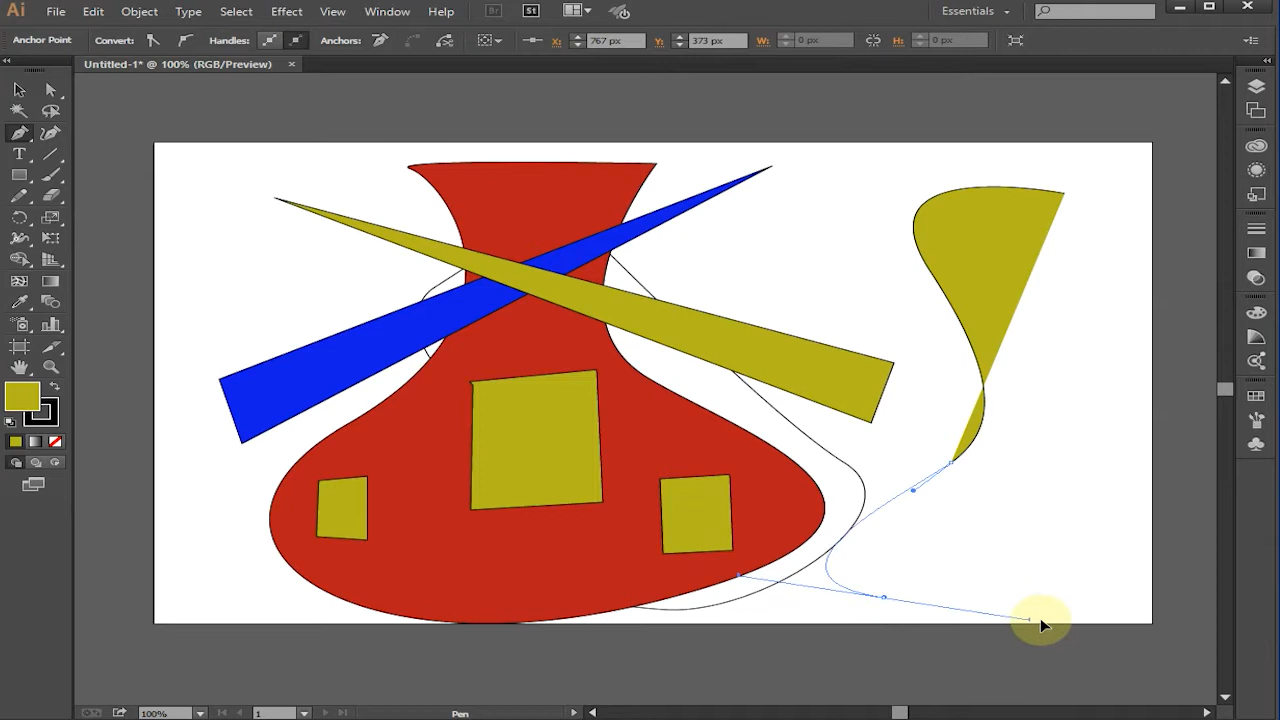 Ai File Edit Object Type Select Effect View Window Help Br St Essentials
Anchor Point Convert: Handles: Anchors: X: 767 px Y: 373 px W: 0 px H: 0 px
Untitled-1* @ 100% (RGB/Preview) ×
T
100% 1 Pen